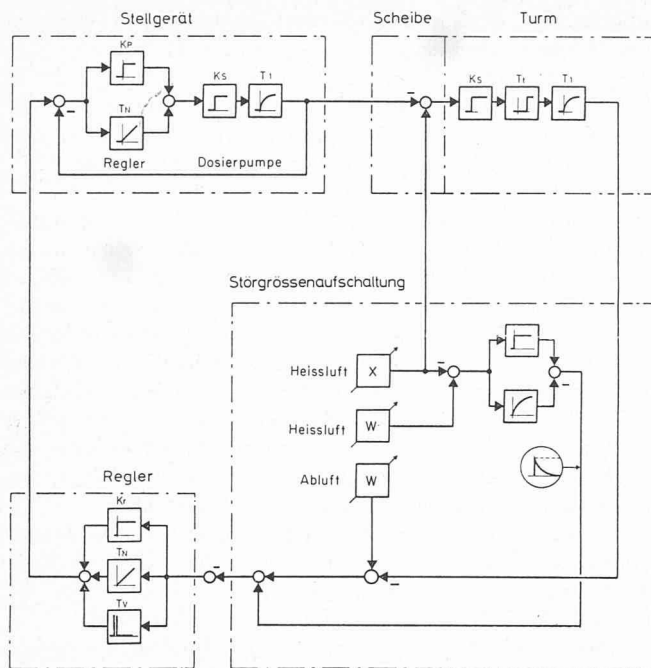 Stellgerät
Scheibe
Turm
KP
TN
KS
T1
Regler
Dosierpumpe
KS
Tt
T1
Störgrössenaufschaltung
Heissluft
X
Heissluft
W
Abluft
W
Regler
Kr
TN
TV